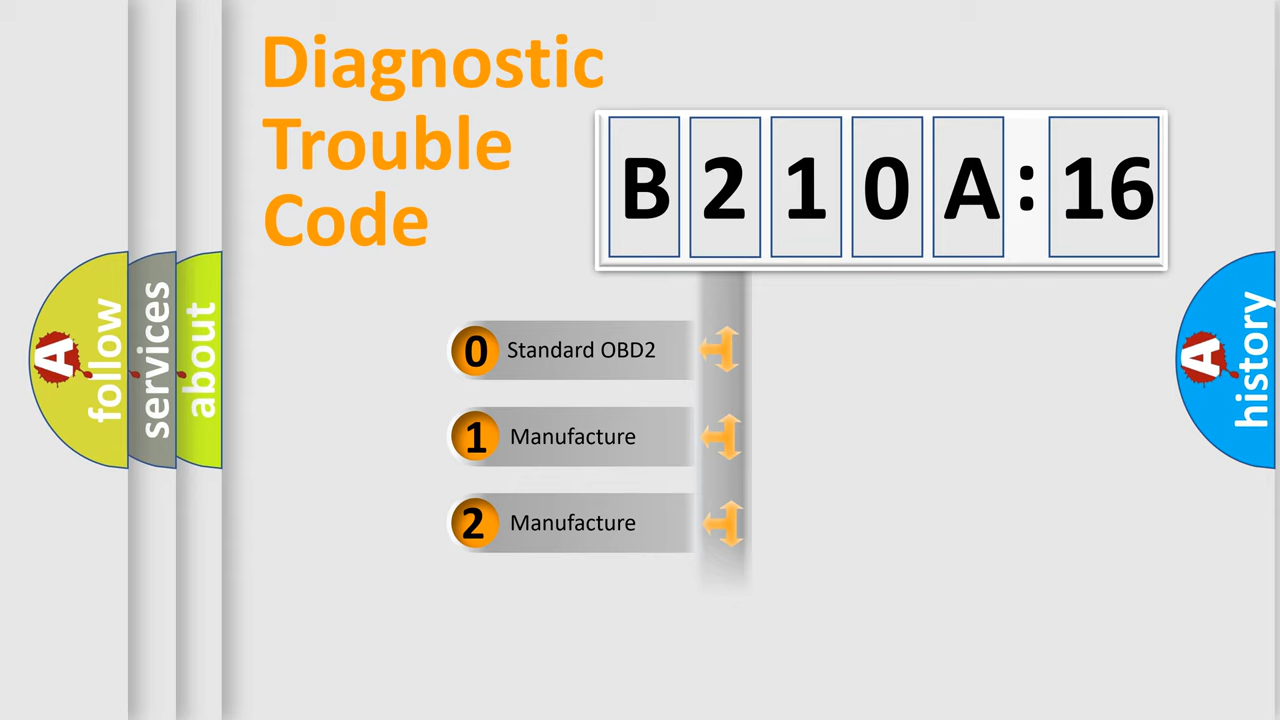 Diagnostic
Trouble
Code
B 2 1 0 A : 16
0 Standard OBD2
1 Manufacture
2 Manufacture
A follow
services
about
A history